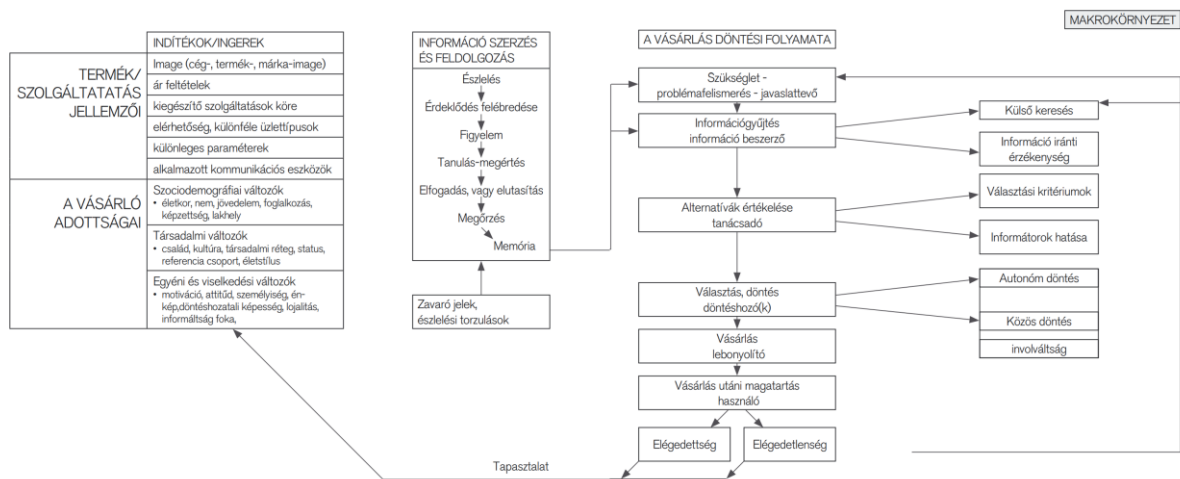 MAKROKÖRNYEZET
INDÍTÉKOK/INGEREK
TERMÉK/
SZOLGÁLTATATÁS
JELLEMZŐI
Image (cég-, termék-, márka-image)
ár feltételek
kiegészítő szolgáltatások köre
elérhetőség, különféle üzlettípusok
különleges paraméterek
alkalmazott kommunikációs eszközök
A VÁSÁRLÓ
ADOTTSÁGAI
Szociodemográfiai változók
• életkor, nem, jövedelem, foglalkozás,
képzettség, lakhely
Társadalmi változók
• család, kultúra, társadalmi réteg, status,
referencia csoport, életstílus
Egyéni és viselkedési változók
• motiváció, attitűd, személyiség, én-
kép,döntéshozatali képesség, lojalitás,
informáltság foka,
INFORMÁCIÓ SZERZÉS
ÉS FELDOLGOZÁS
Észlelés
Érdeklődés felébredése
Figyelem
Tanulás-megértés
Elfogadás, vagy elutasítás
Megőrzés
Memória
Zavaró jelek,
észlelési torzulások
A VÁSÁRLÁS DÖNTÉSI FOLYAMATA
Szükséglet -
problémafelismerés - javaslattevő
Információgyűjtés
információ beszerző
Alternatívák értékelése
tanácsadó
Választás, döntés
döntéshozó(k)
Vásárlás
lebonyolító
Vásárlás utáni magatartás
használó
Elégedettség
Elégedetlenség
Külső keresés
Információ iránti
érzékenység
Választási kritériumok
Informátorok hatása
Autonóm döntés
Közös döntés
involváltság
Tapasztalat